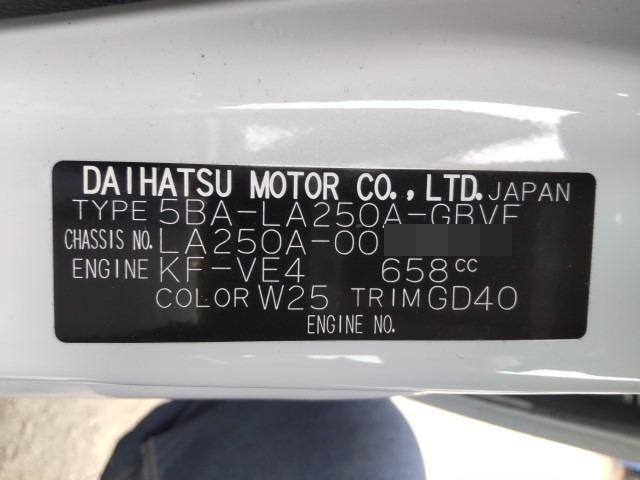 DAIHATSU MOTOR CO., LTD. JAPAN
TYPE 5BA-LA250A-GBVF
CHASSIS NO. LA250A-00
ENGINE KF-VE4 658cc
COLOR W25 TRIM GD40
ENGINE NO.